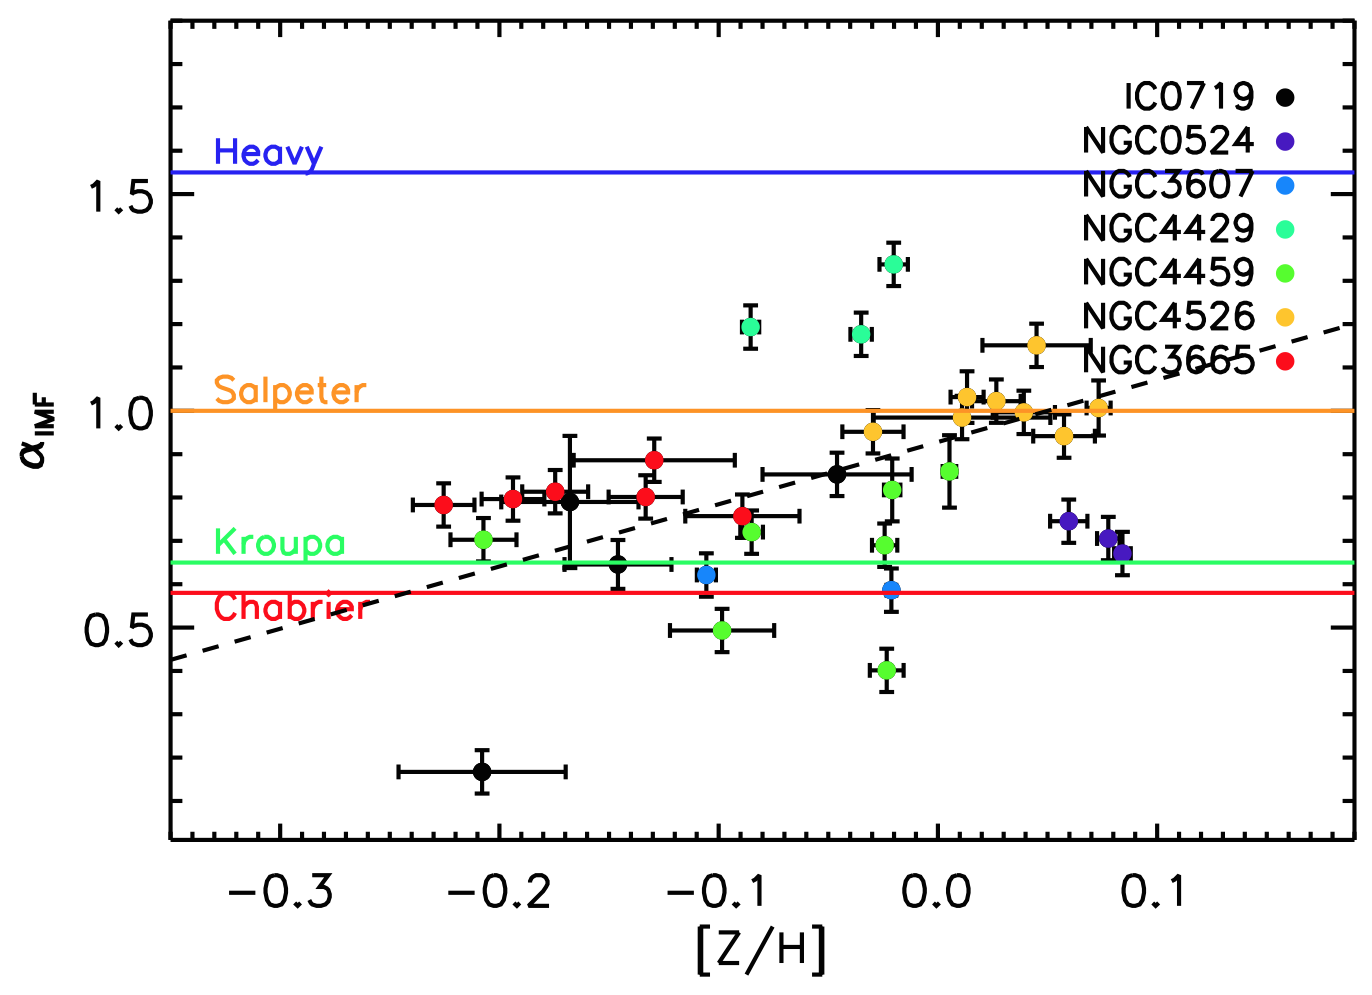 IC0719
NGC0524
Heavy
NGC3607
1.5
NGC4429
NGC4459
NGC4526
NGC3665
Salpeter
1.0
αIMF
Kroupa
Chabrier
0.5
−0.3 −0.2 −0.1 0.0 0.1
[Z/H]